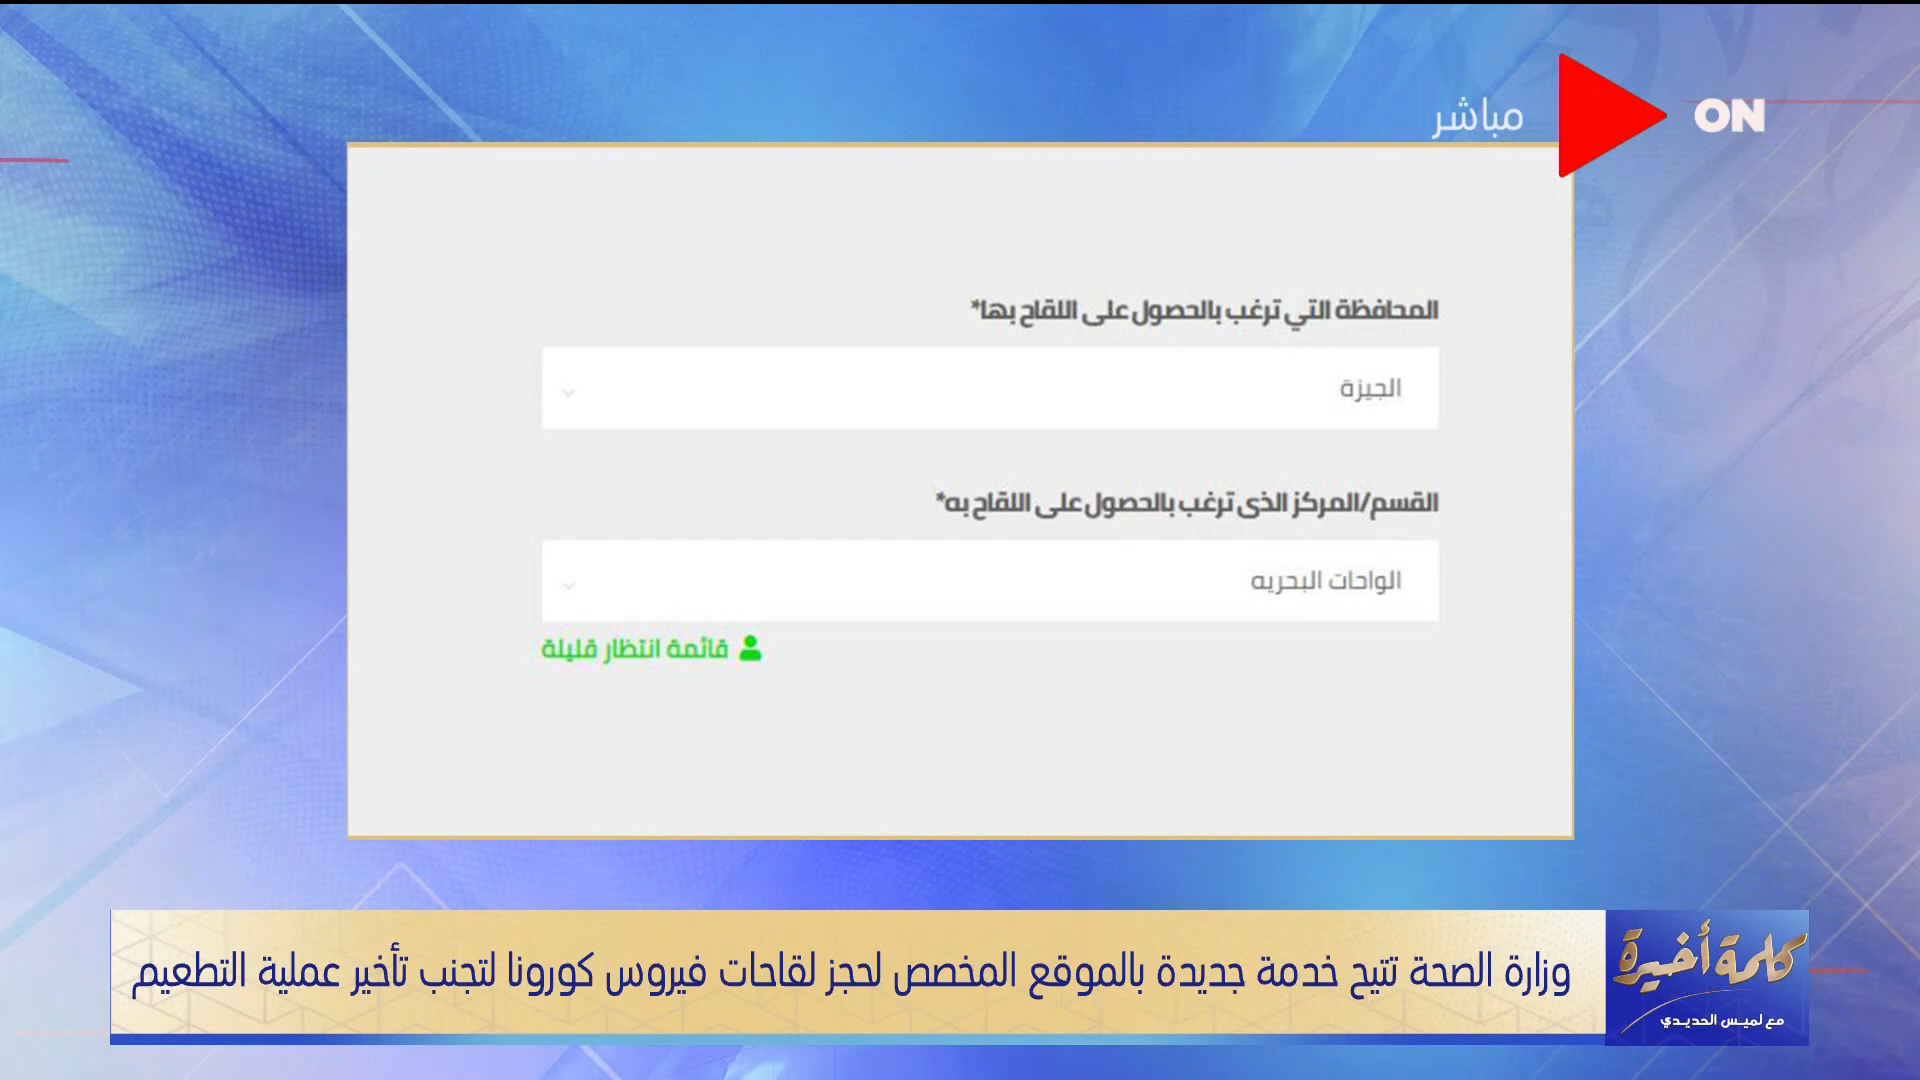 مباشر
ON
المحافظة التي ترغب بالحصول على اللقاح بها*
الجيزة
القسم/المركز الذى ترغب بالحصول على اللقاح به*
الواحات البحريه
قائمة انتظار قليلة
وزارة الصحة تتيح خدمة جديدة بالموقع المخصص لحجز لقاحات فيروس كورونا لتجنب تأخير عملية التطعيم
كلمة أخيرة
مع لميس الحديدي